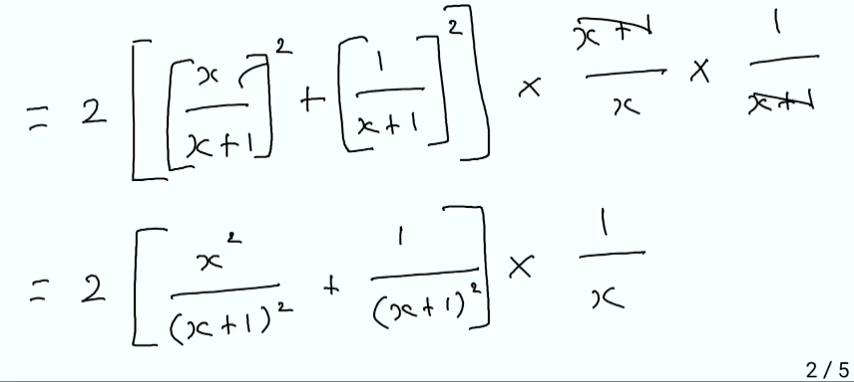 = 2 [ [x/(x+1)]² + [1/(x+1)]² ] × (x+1)/x × 1/(x+1)
= 2 [ x²/(x+1)² + 1/(x+1)² ] × 1/x
2/5